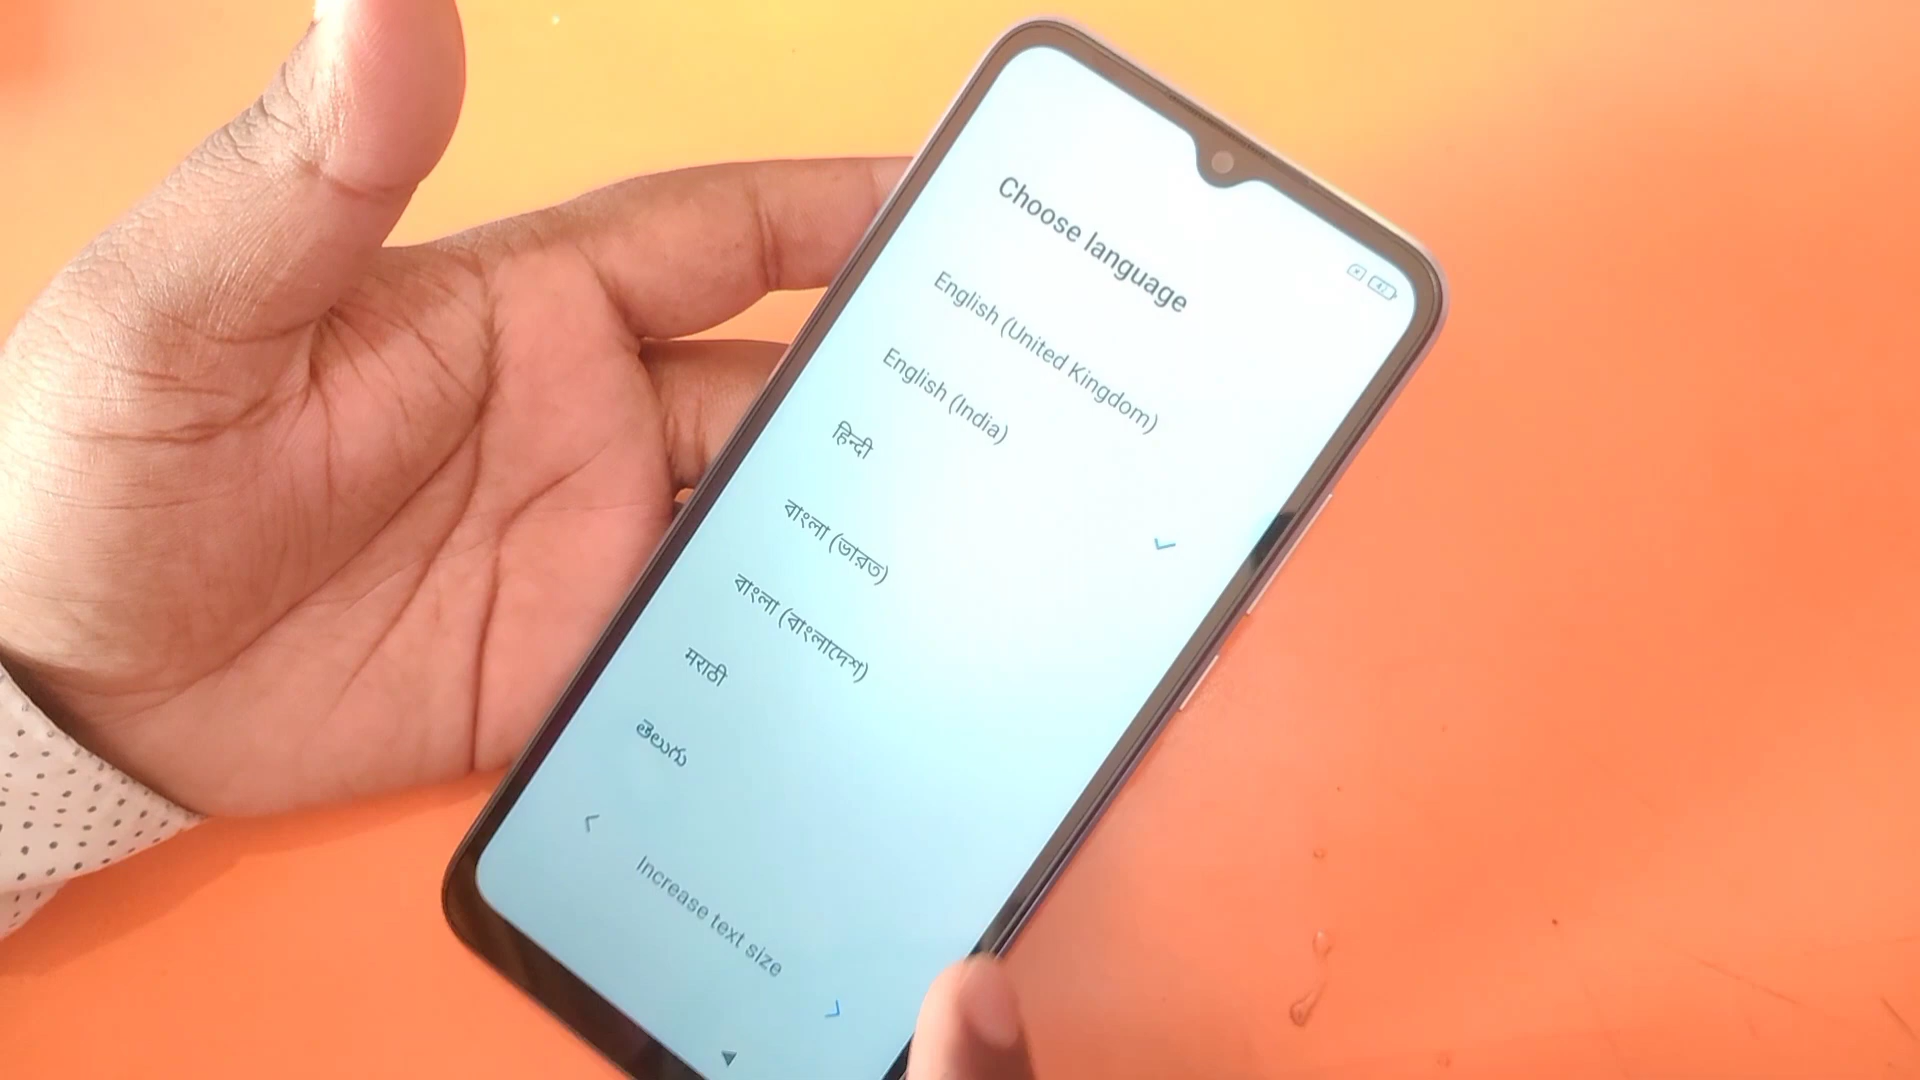 Choose language
English (United Kingdom)
English (India)
हिन्दी
বাংলা (ভারত)
বাংলা (বাংলাদেশ)
मराठी
తెలుగు
Increase text size